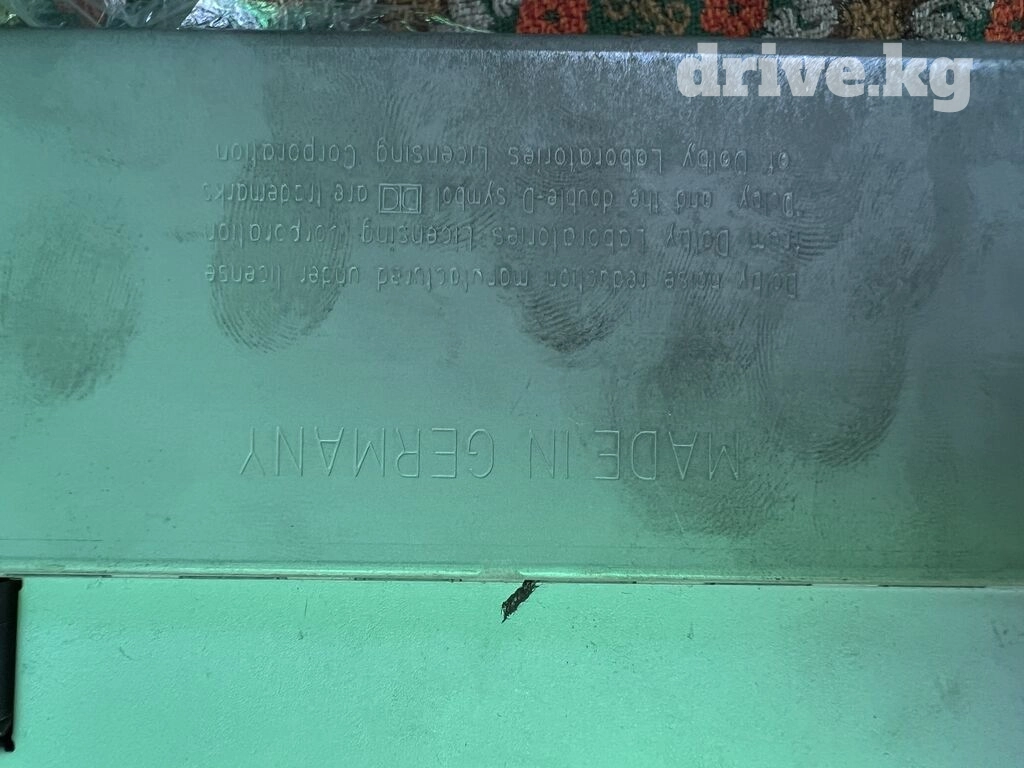 drive.kg
Dolby noise reduction manufactured under license
from Dolby Laboratories Licensing Corporation
Dolby and the double-D symbol are trademarks
of Dolby Laboratories Licensing Corporation
MADE IN GERMANY